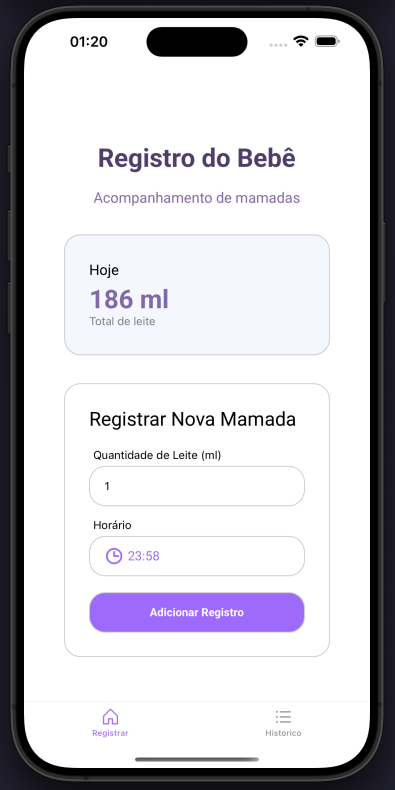 01:20
Registro do Bebê
Acompanhamento de mamadas
Hoje
186 ml
Total de leite
Registrar Nova Mamada
Quantidade de Leite (ml)
1
Horário
23:58
Adicionar Registro
Registrar
Historico